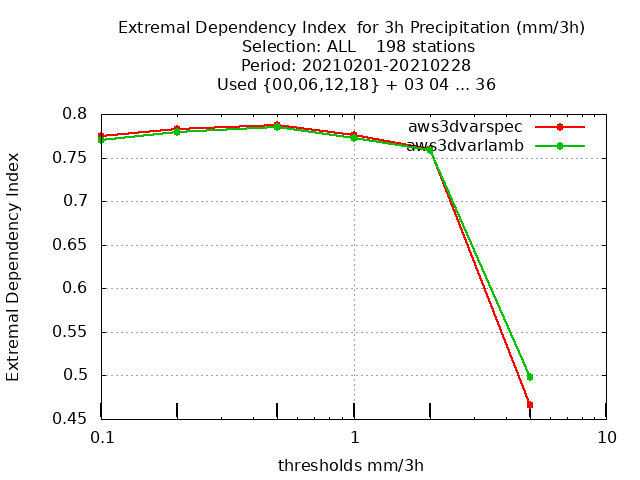 Extremal Dependency Index  for 3h Precipitation (mm/3h)
Selection: ALL    198 stations
Period: 20210201-20210228
Used {00,06,12,18} + 03 04 ... 36
aws3dvarspec
aws3dvarlamb
Extremal Dependency Index
0.8
0.75
0.7
0.65
0.6
0.55
0.5
0.45
0.1
1
10
thresholds mm/3h